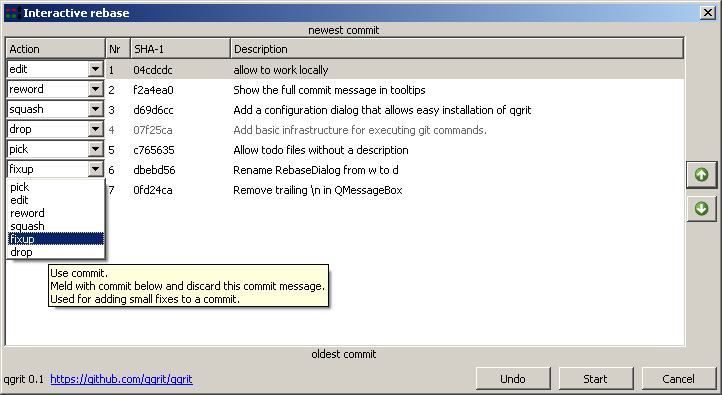 Interactive rebase
newest commit
Action Nr SHA-1 Description
edit 1 04cdcdc allow to work locally
reword 2 f2a4ea0 Show the full commit message in tooltips
squash 3 d69d6cc Add a configuration dialog that allows easy installation of qgrit
drop 4 07f25ca Add basic infrastructure for executing git commands.
pick 5 c765635 Allow todo files without a description
fixup 6 dbebd56 Rename RebaseDialog from w to d
7 0fd24ca Remove trailing \n in QMessageBox
pick
edit
reword
squash
fixup
drop
Use commit.
Meld with commit below and discard this commit message.
Used for adding small fixes to a commit.
oldest commit
qgrit 0.1 https://github.com/qgrit/qgrit
Undo Start Cancel